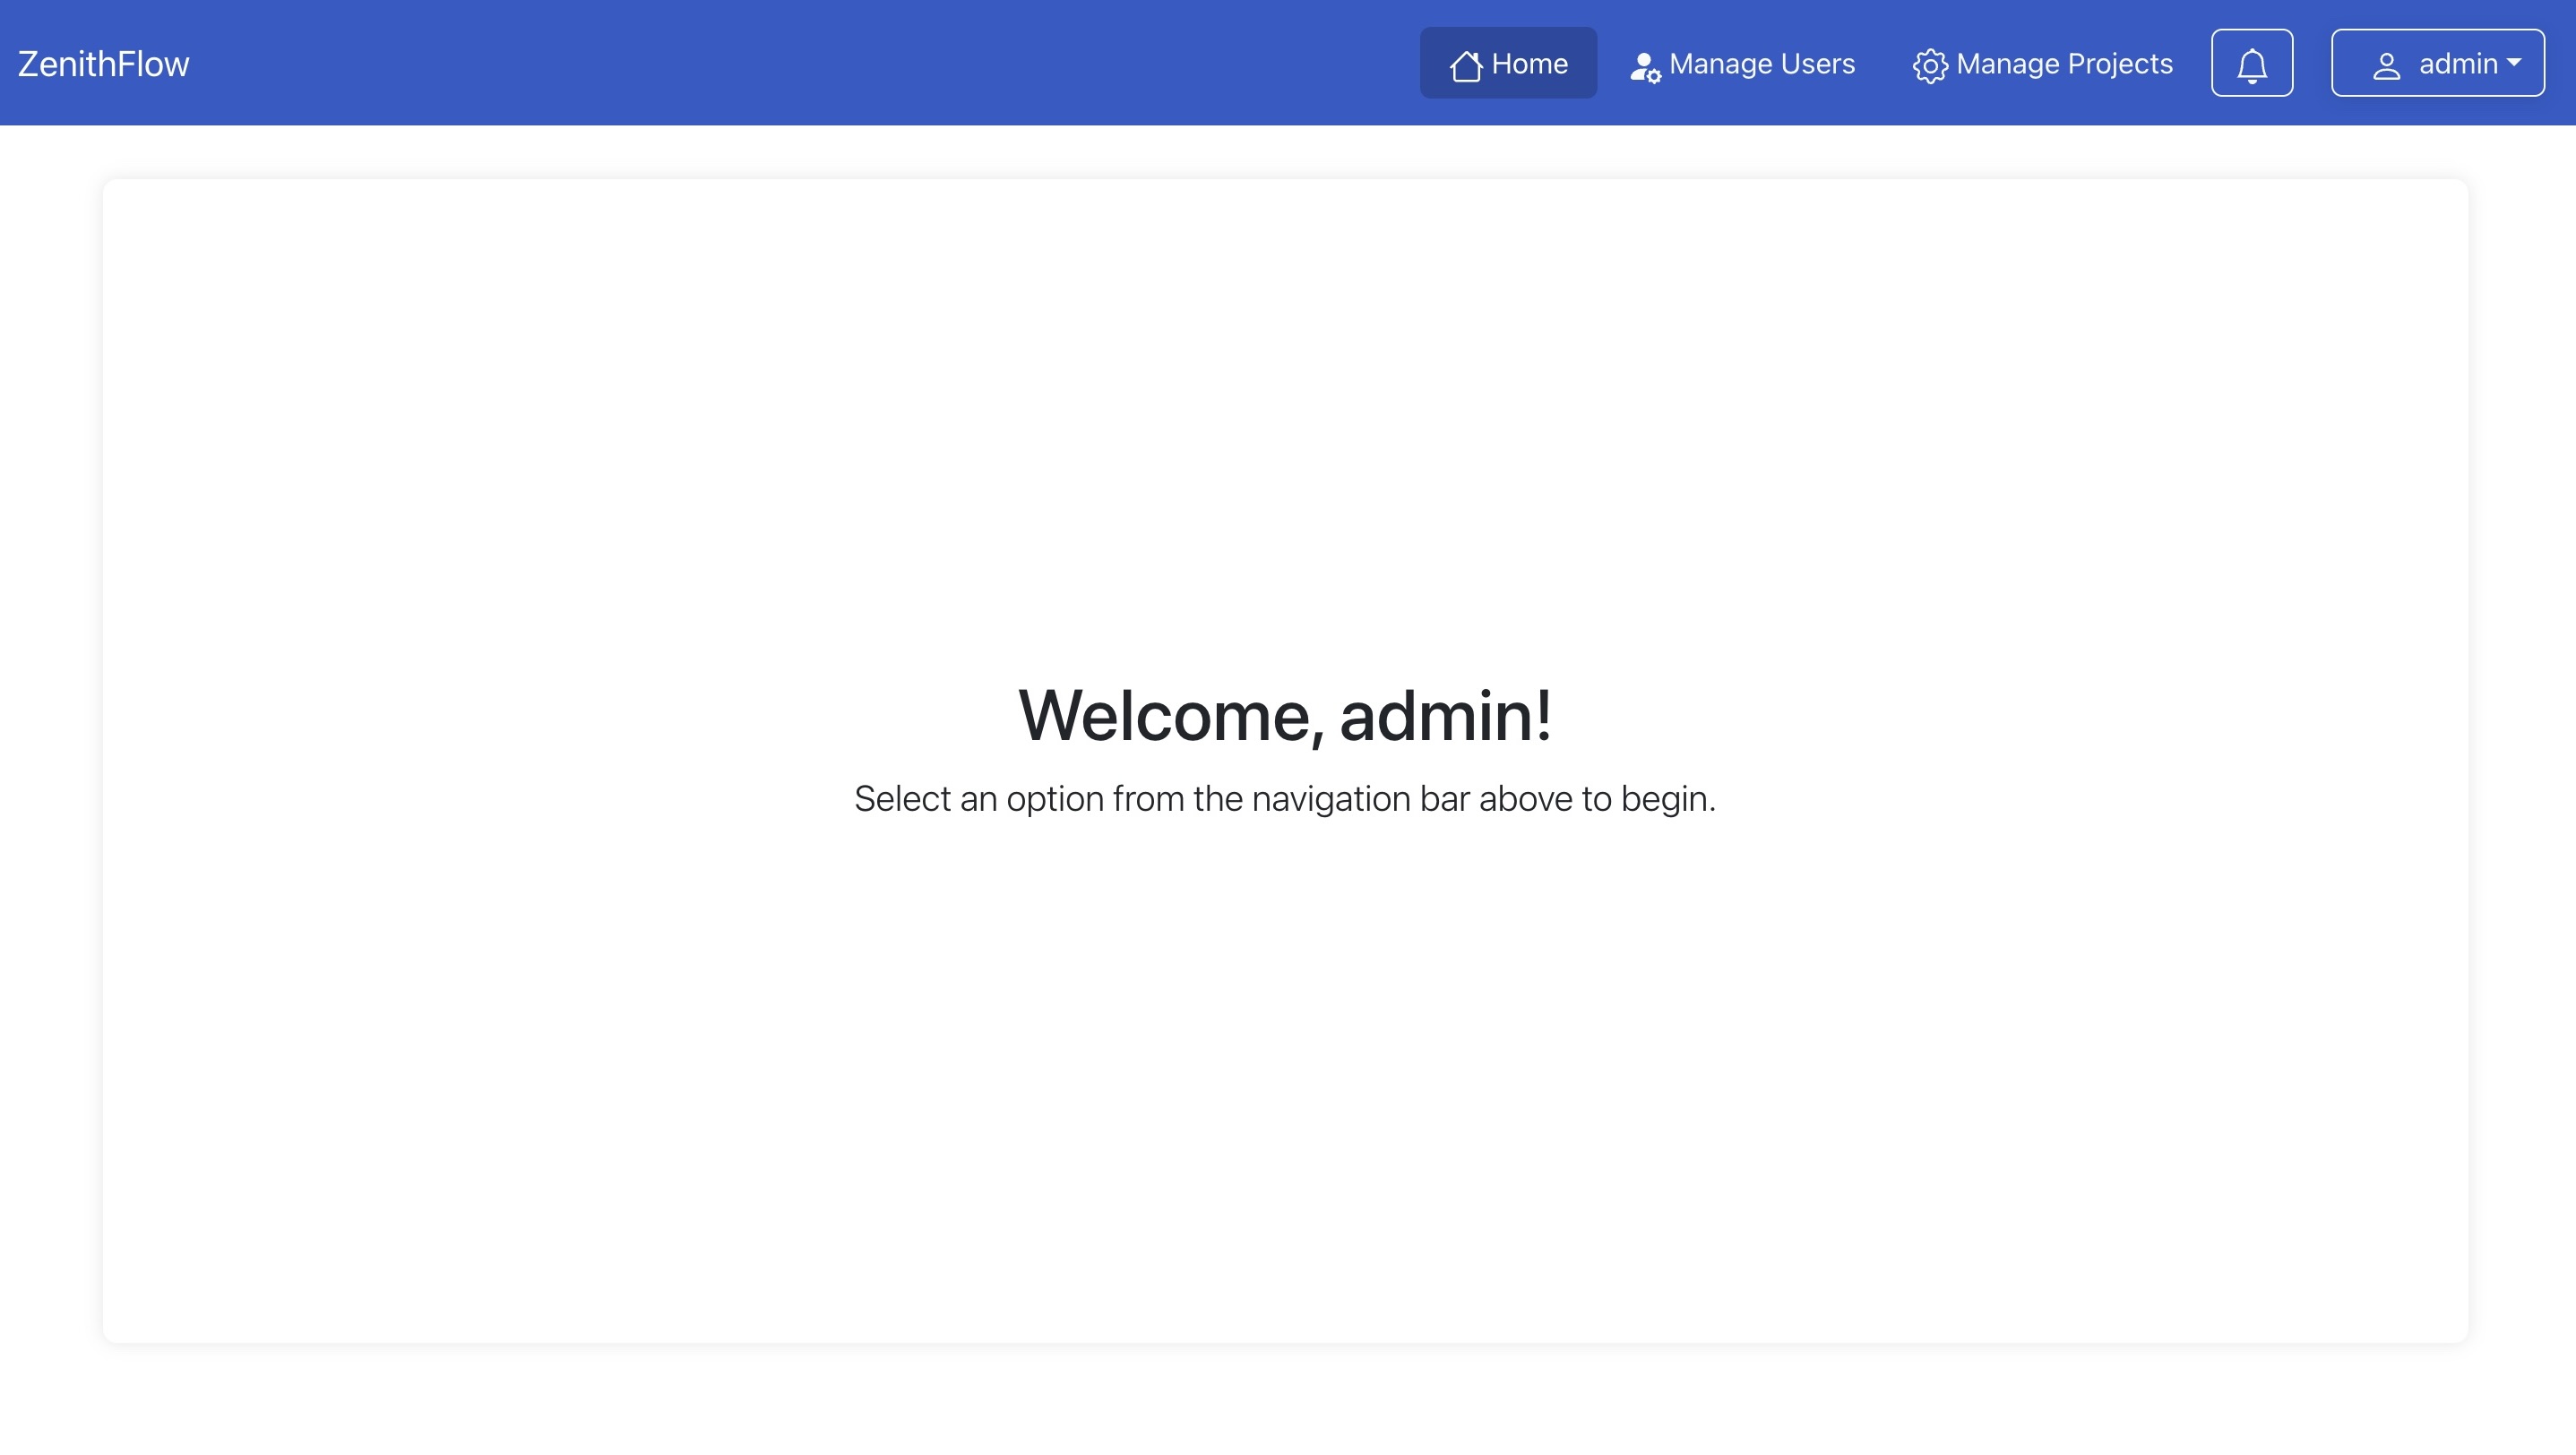 ZenithFlow Home Manage Users Manage Projects admin
Welcome, admin!
Select an option from the navigation bar above to begin.